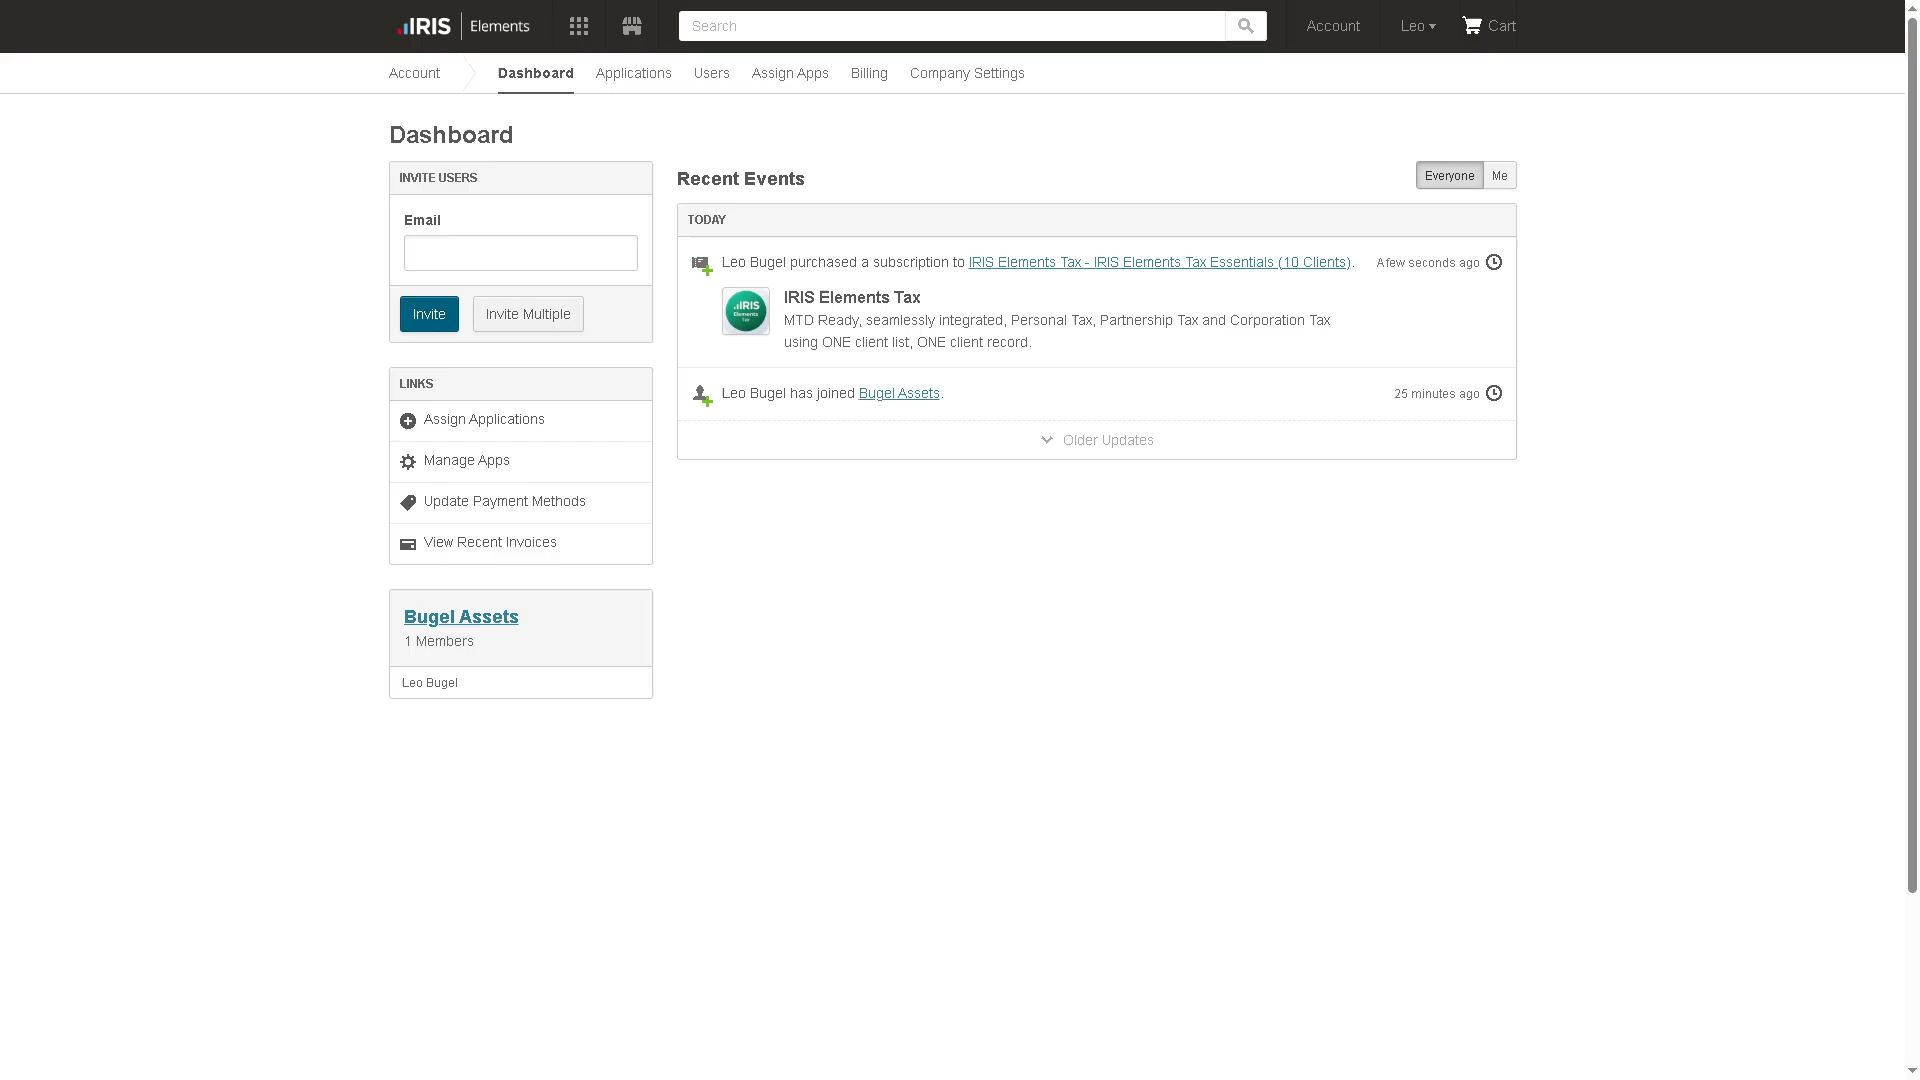 IRIS Elements
Search
Account
Leo
Cart
Account
Dashboard
Applications
Users
Assign Apps
Billing
Company Settings
Dashboard
INVITE USERS
Email
Invite
Invite Multiple
LINKS
Assign Applications
Manage Apps
Update Payment Methods
View Recent Invoices
Bugel Assets
1 Members
Leo Bugel
Recent Events
Everyone
Me
TODAY
Leo Bugel purchased a subscription to IRIS Elements Tax - IRIS Elements Tax Essentials (10 Clients).
A few seconds ago
IRIS
Elements
Tax
IRIS Elements Tax
MTD Ready, seamlessly integrated, Personal Tax, Partnership Tax and Corporation Tax
using ONE client list, ONE client record.
Leo Bugel has joined Bugel Assets.
25 minutes ago
Older Updates